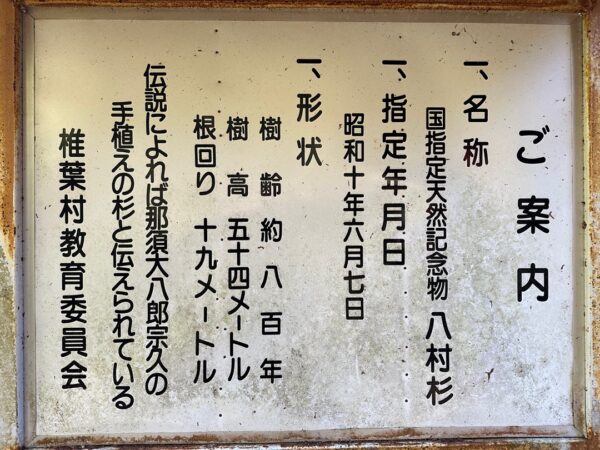 ご案内
一、名称
国指定天然記念物 八村杉
一、指定年月日
昭和十年六月七日
一、形状
樹齢約八百年
樹高 五十四メートル
根回り 十九メートル
伝説によれば那須大八郎宗久の
手植えの杉と伝えられている
椎葉村教育委員会